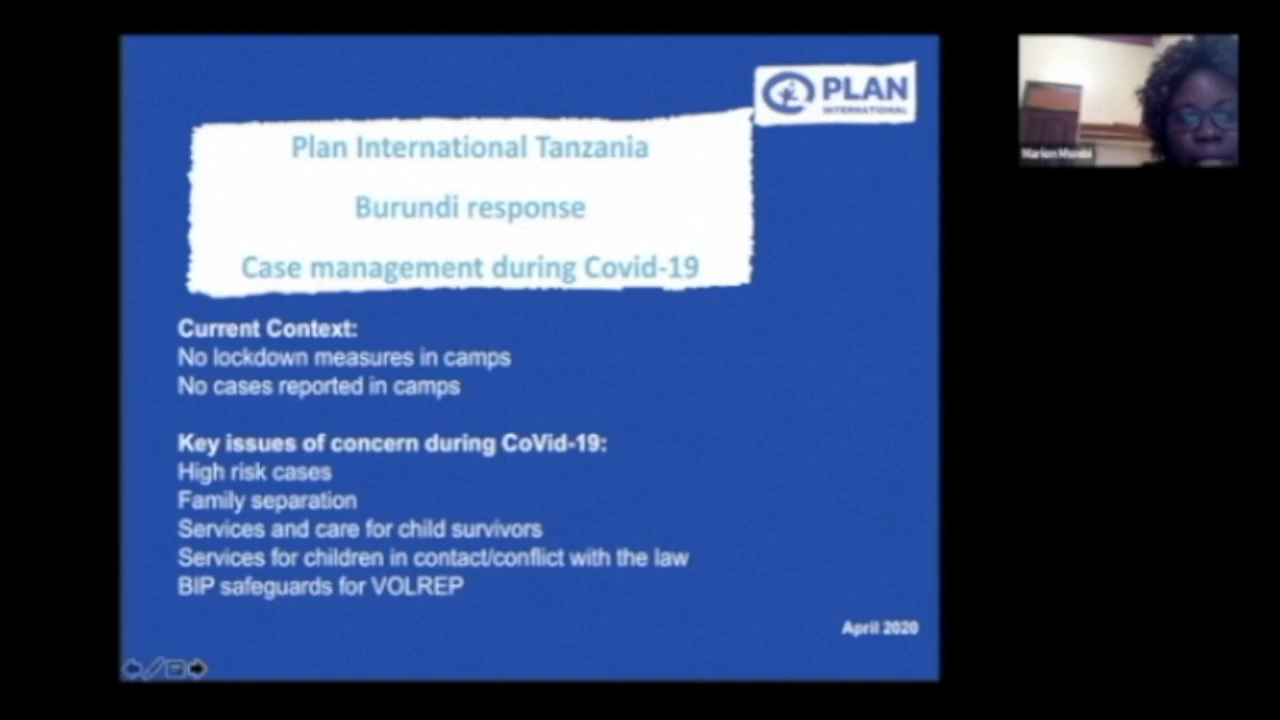 PLAN
INTERNATIONAL
Plan International Tanzania
Burundi response
Case management during Covid-19
Current Context:
No lockdown measures in camps
No cases reported in camps
Key issues of concern during CoVid-19:
High risk cases
Family separation
Services and care for child survivors
Services for children in contact/conflict with the law
BIP safeguards for VOLREP
April 2020
Marion